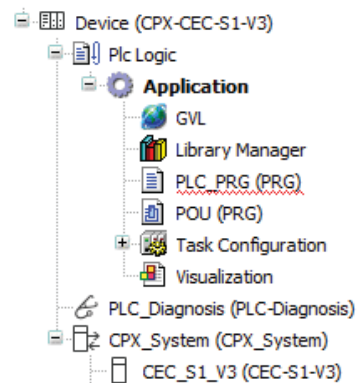 Device (CPX-CEC-S1-V3)
Plc Logic
Application
GVL
Library Manager
PLC_PRG (PRG)
POU (PRG)
Task Configuration
Visualization
PLC_Diagnosis (PLC-Diagnosis)
CPX_System (CPX_System)
CEC_S1_V3 (CEC-S1-V3)